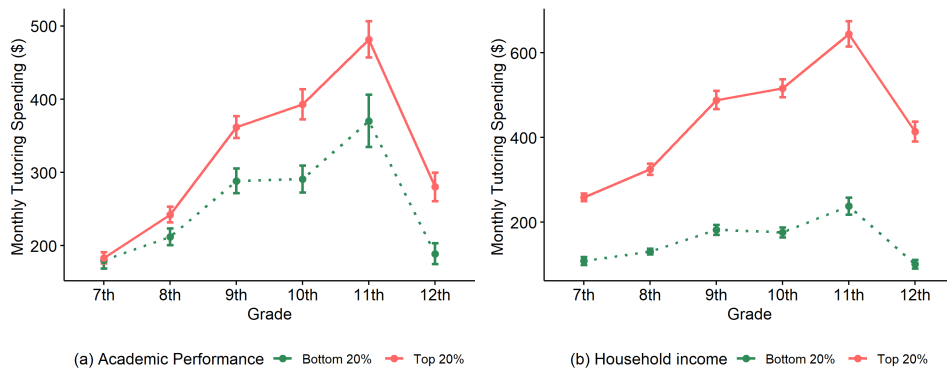 Monthly Tutoring Spending ($)
500
400
300
200
7th 8th 9th 10th 11th 12th
Grade
(a) Academic Performance Bottom 20% Top 20%
Monthly Tutoring Spending ($)
600
400
200
7th 8th 9th 10th 11th 12th
Grade
(b) Household income Bottom 20% Top 20%